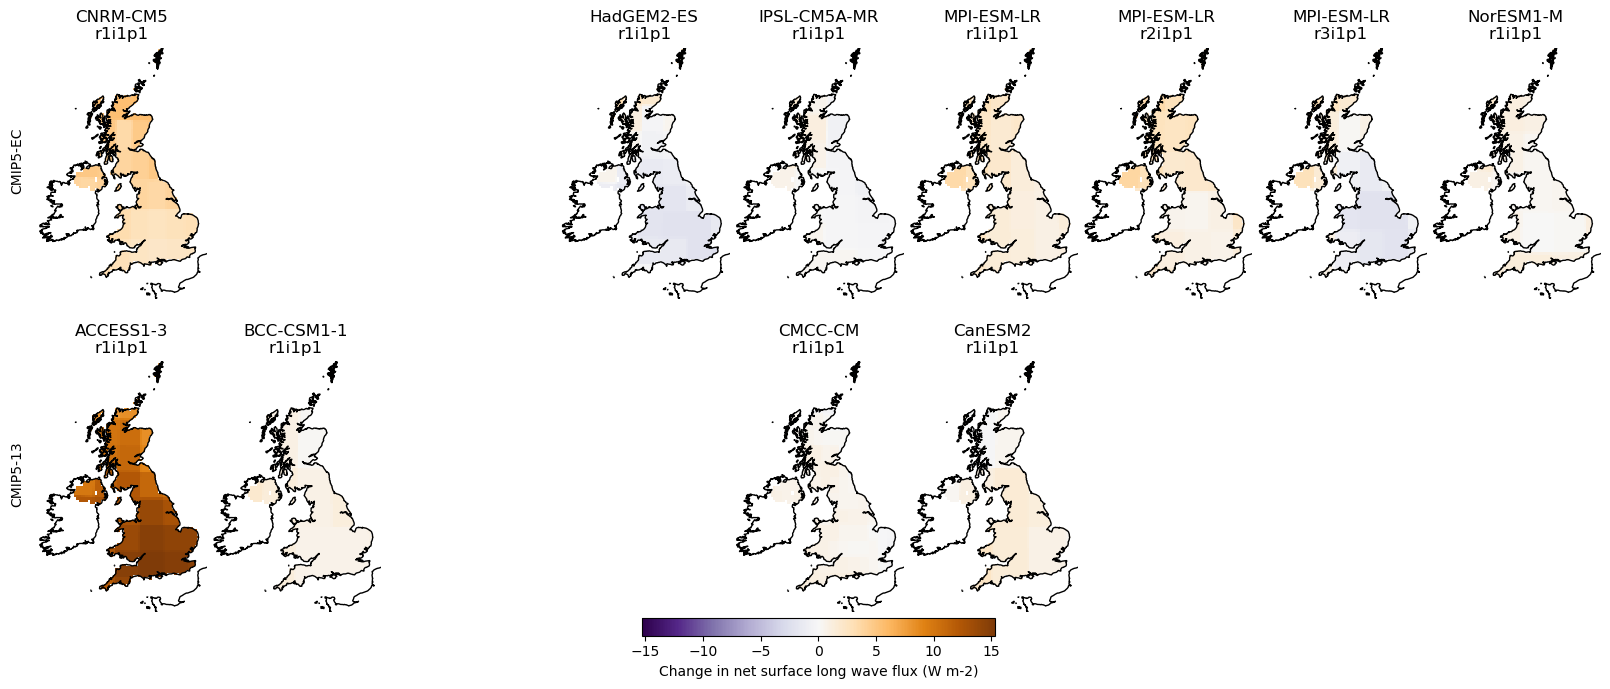 CNRM-CM5
r1i1p1
HadGEM2-ES
r1i1p1
IPSL-CM5A-MR
r1i1p1
MPI-ESM-LR
r1i1p1
MPI-ESM-LR
r2i1p1
MPI-ESM-LR
r3i1p1
NorESM1-M
r1i1p1
CMIP5-EC
ACCESS1-3
r1i1p1
BCC-CSM1-1
r1i1p1
CMCC-CM
r1i1p1
CanESM2
r1i1p1
CMIP5-13
−15 −10 −5 0 5 10 15
Change in net surface long wave flux (W m-2)